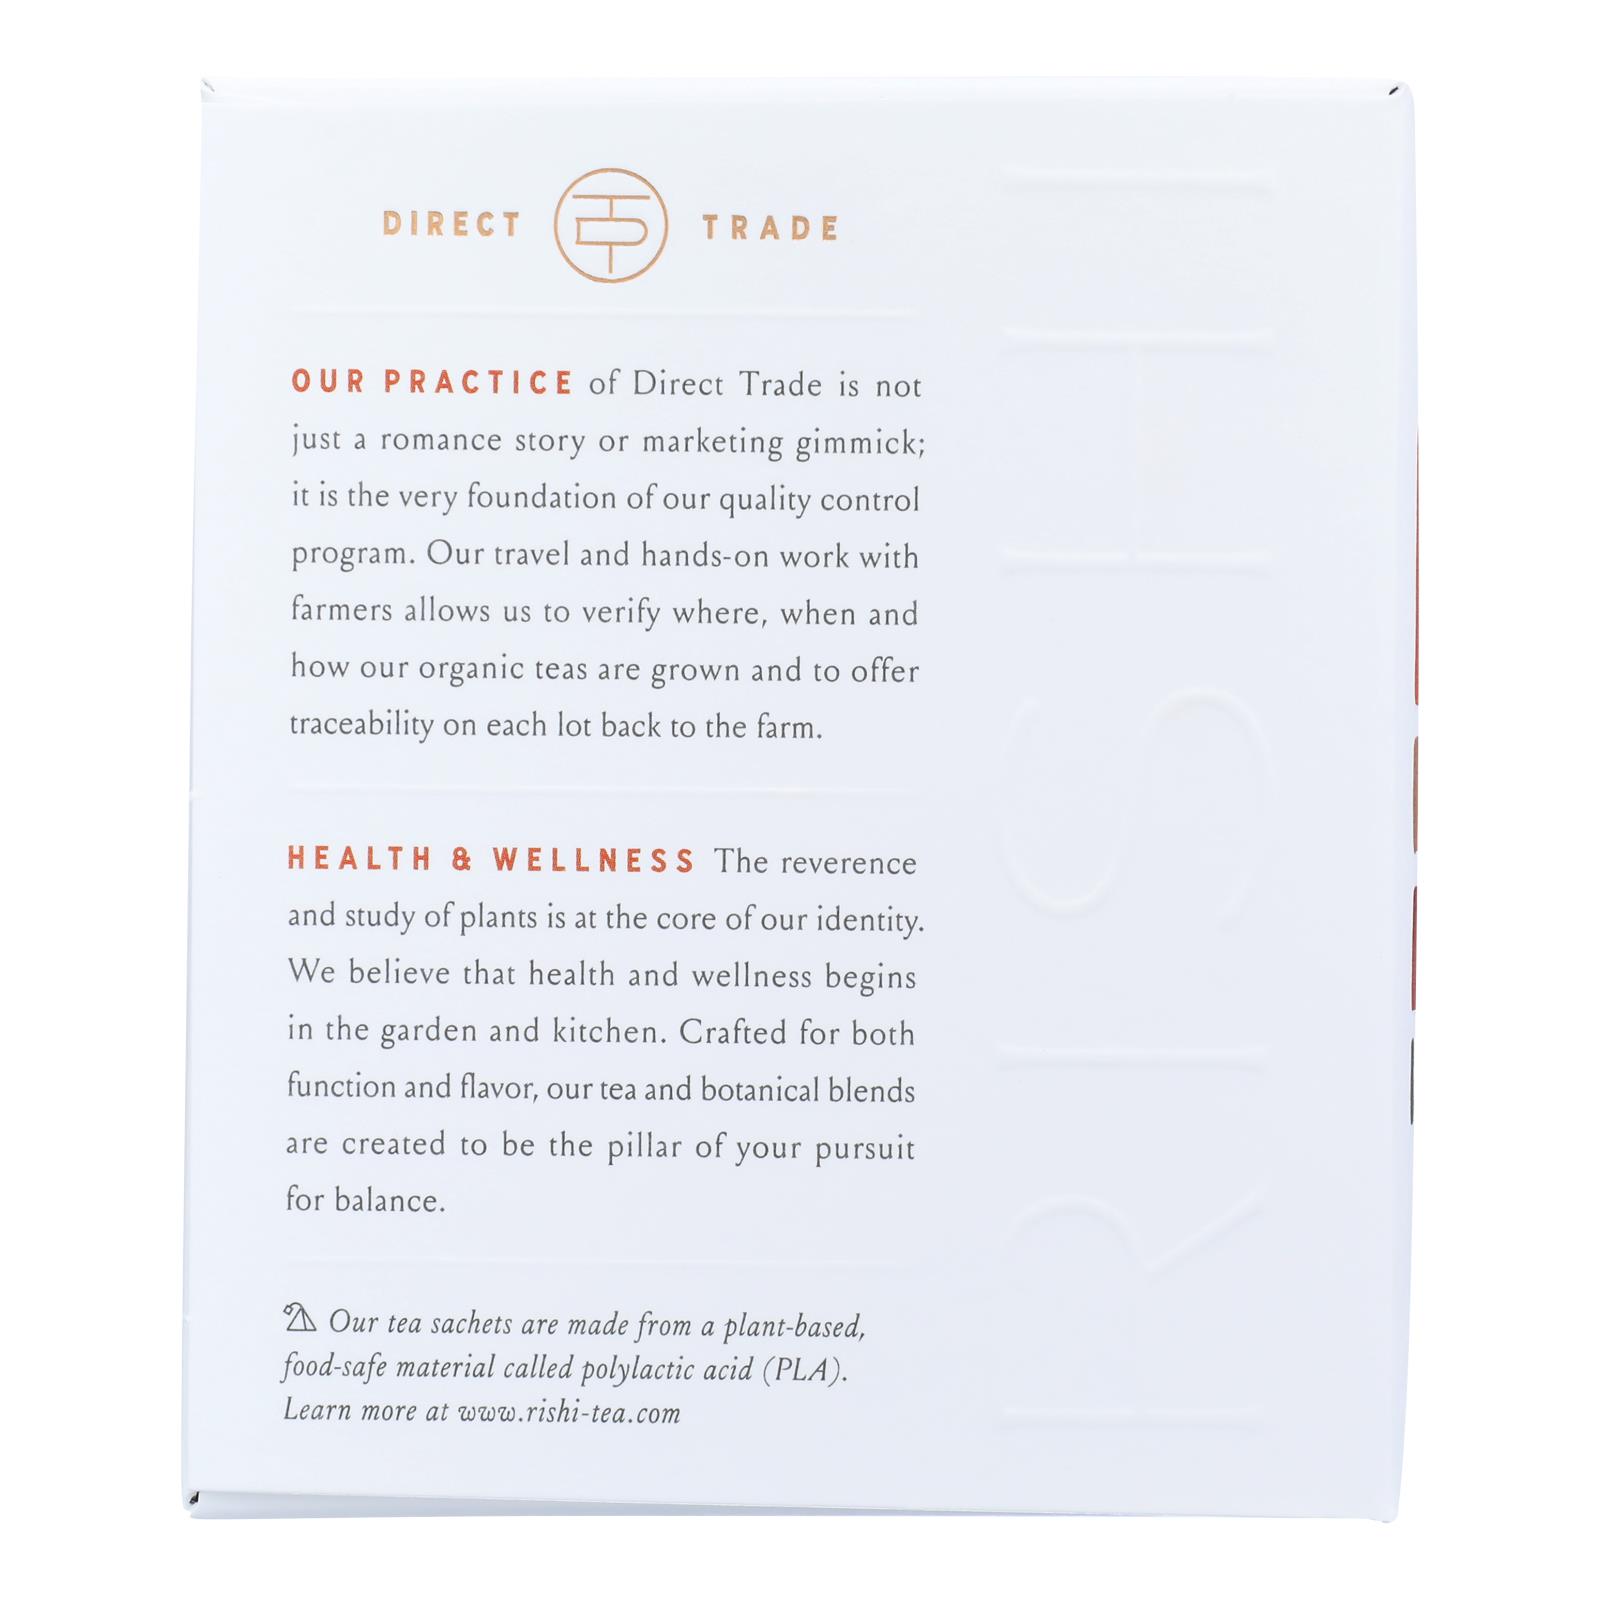 DIRECT TRADE
OUR PRACTICE of Direct Trade is not
just a romance story or marketing gimmick;
it is the very foundation of our quality control
program. Our travel and hands-on work with
farmers allows us to verify where, when and
how our organic teas are grown and to offer
traceability on each lot back to the farm.
HEALTH & WELLNESS The reverence
and study of plants is at the core of our identity.
We believe that health and wellness begins
in the garden and kitchen. Crafted for both
function and flavor, our tea and botanical blends
are created to be the pillar of your pursuit
for balance.
Our tea sachets are made from a plant-based,
food-safe material called polylactic acid (PLA).
Learn more at www.rishi-tea.com
RISHI